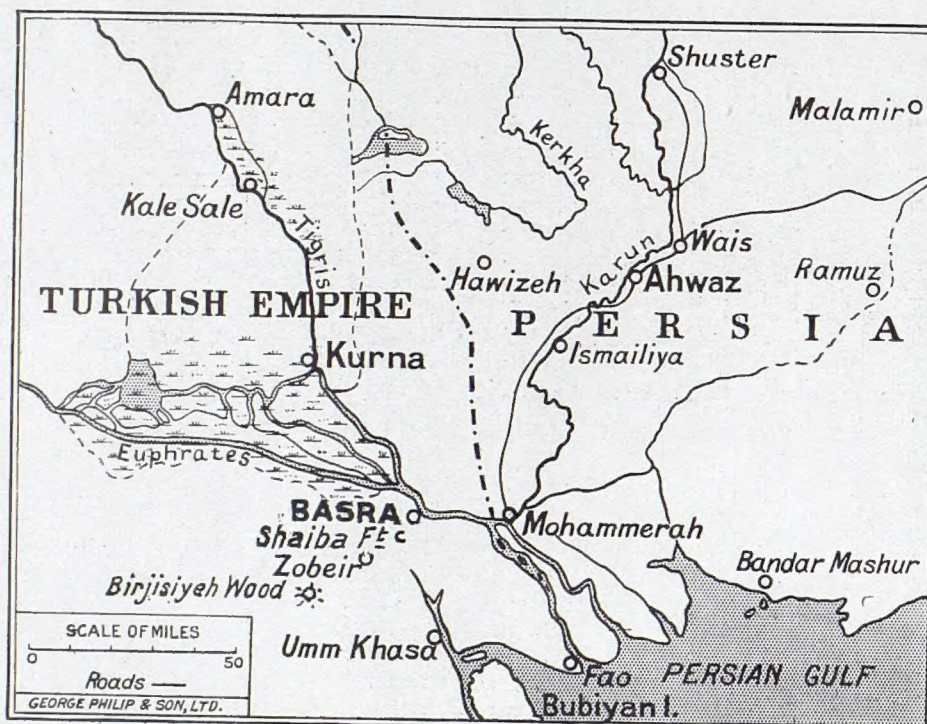 Shuster
Amara
Malamir
Kerkha
Kale Sale
Tigris
Karun
Wais
Hawizeh
Ahwaz
Ramuz
TURKISH EMPIRE
PERSIA
Kurna
Ismailiya
Euphrates
BASRA
Mohammerah
Shaiba Ft
Zobeir
Bandar Mashur
Birjisiyeh Wood
SCALE OF MILES
0 50
Roads —
GEORGE PHILIP & SON, LTD.
Umm Khasa
Fao
PERSIAN GULF
Bubiyan I.